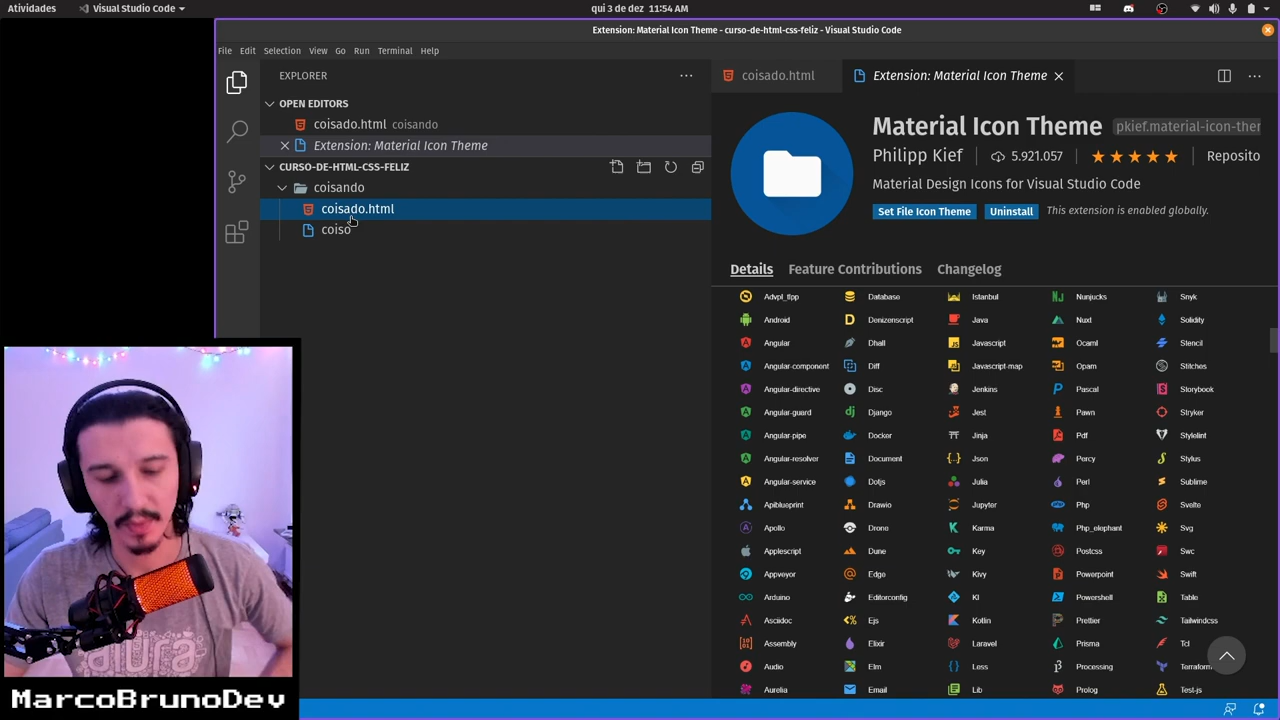 Atividades
Visual Studio Code
qui 3 de dez 11:54 AM
Extension: Material Icon Theme - curso-de-html-css-feliz - Visual Studio Code
File Edit Selection View Go Run Terminal Help
EXPLORER
OPEN EDITORS
coisado.html coisando
Extension: Material Icon Theme
CURSO-DE-HTML-CSS-FELIZ
coisando
coisado.html
coiso
coisado.html
Extension: Material Icon Theme
Material Icon Theme pkief.material-icon-ther
Philipp Kief 5.921.057 Reposito
Material Design Icons for Visual Studio Code
Set File Icon Theme Uninstall This extension is enabled globally.
Details Feature Contributions Changelog
Advpl_tlpp Database Istanbul Nunjucks Snyk
Android Denizenscript Java Nuxt Solidity
Angular Dhall Javascript Ocaml Stencil
Angular-component Diff Javascript-map Opam Stitches
Angular-directive Disc Jenkins Pascal Storybook
Angular-guard Django Jest Pawn Stryker
Angular-pipe Docker Jinja Pdf Stylelint
Angular-resolver Document Json Percy Stylus
Angular-service Dotjs Julia Perl Sublime
Apiblueprint Drawio Jupyter Php Svelte
Apollo Drone Karma Php_elephant Svg
Applescript Dune Key Postcss Swc
Appveyor Edge Kivy Powerpoint Swift
Arduino Editorconfig Kl Powershell Table
Asciidoc Ejs Kotlin Prettier Tailwindcss
Assembly Elixir Laravel Prisma Tcl
Audio Elm Less Processing Terraform
Aurelia Email Lib Prolog Test-js
MarcoBrunoDev